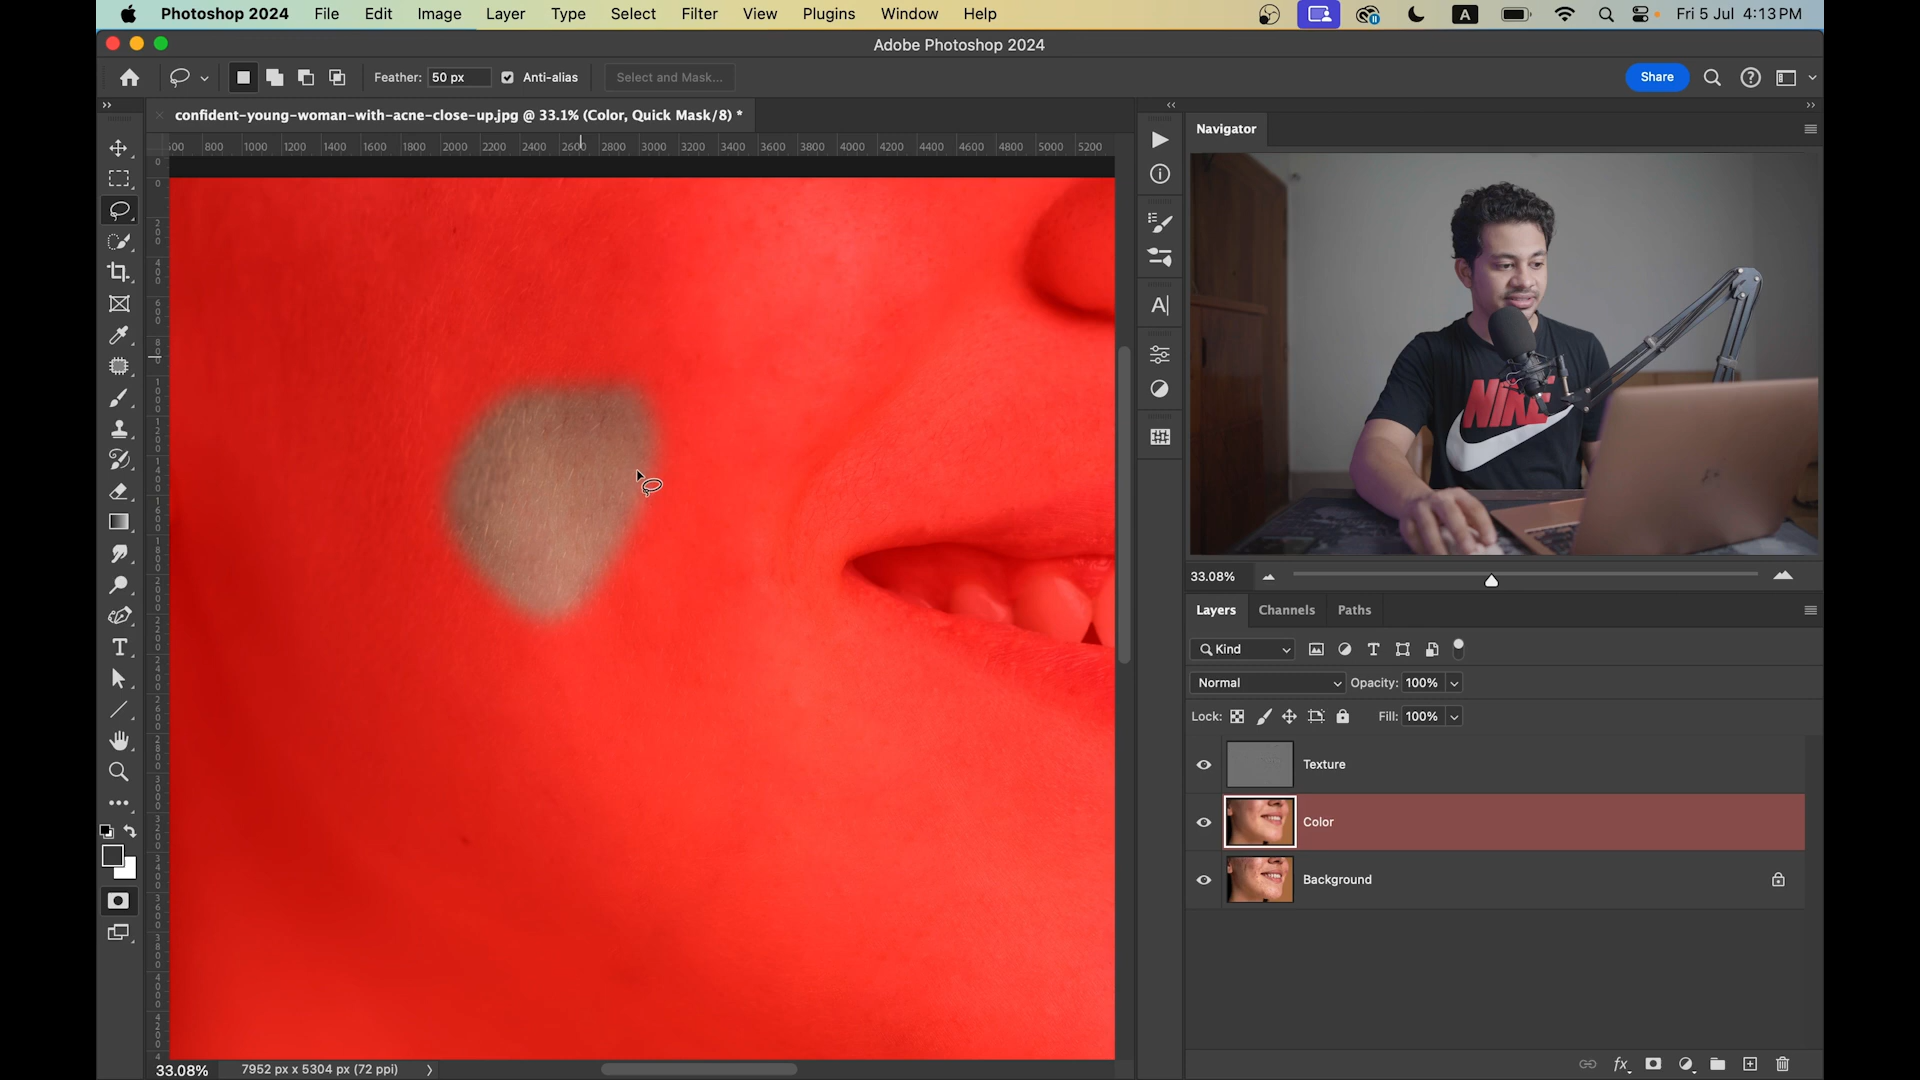 Photoshop 2024 File Edit Image Layer Type Select Filter View Plugins Window Help A Fri 5 Jul 4:13 PM
Adobe Photoshop 2024
Feather: 50 px Anti-alias Select and Mask... Share
confident-young-woman-with-acne-close-up.jpg @ 33.1% (Color, Quick Mask/8) *
600 800 1000 1200 1400 1600 1800 2000 2200 2400 2600 2800 3000 3200 3400 3600 3800 4000 4200 4400 4600 4800 5000 5200
Navigator
NIKE
33.08%
Layers Channels Paths
Kind
Normal Opacity: 100%
Lock: Fill: 100%
Texture
Color
Background
33.08% 7952 px x 5304 px (72 ppi)